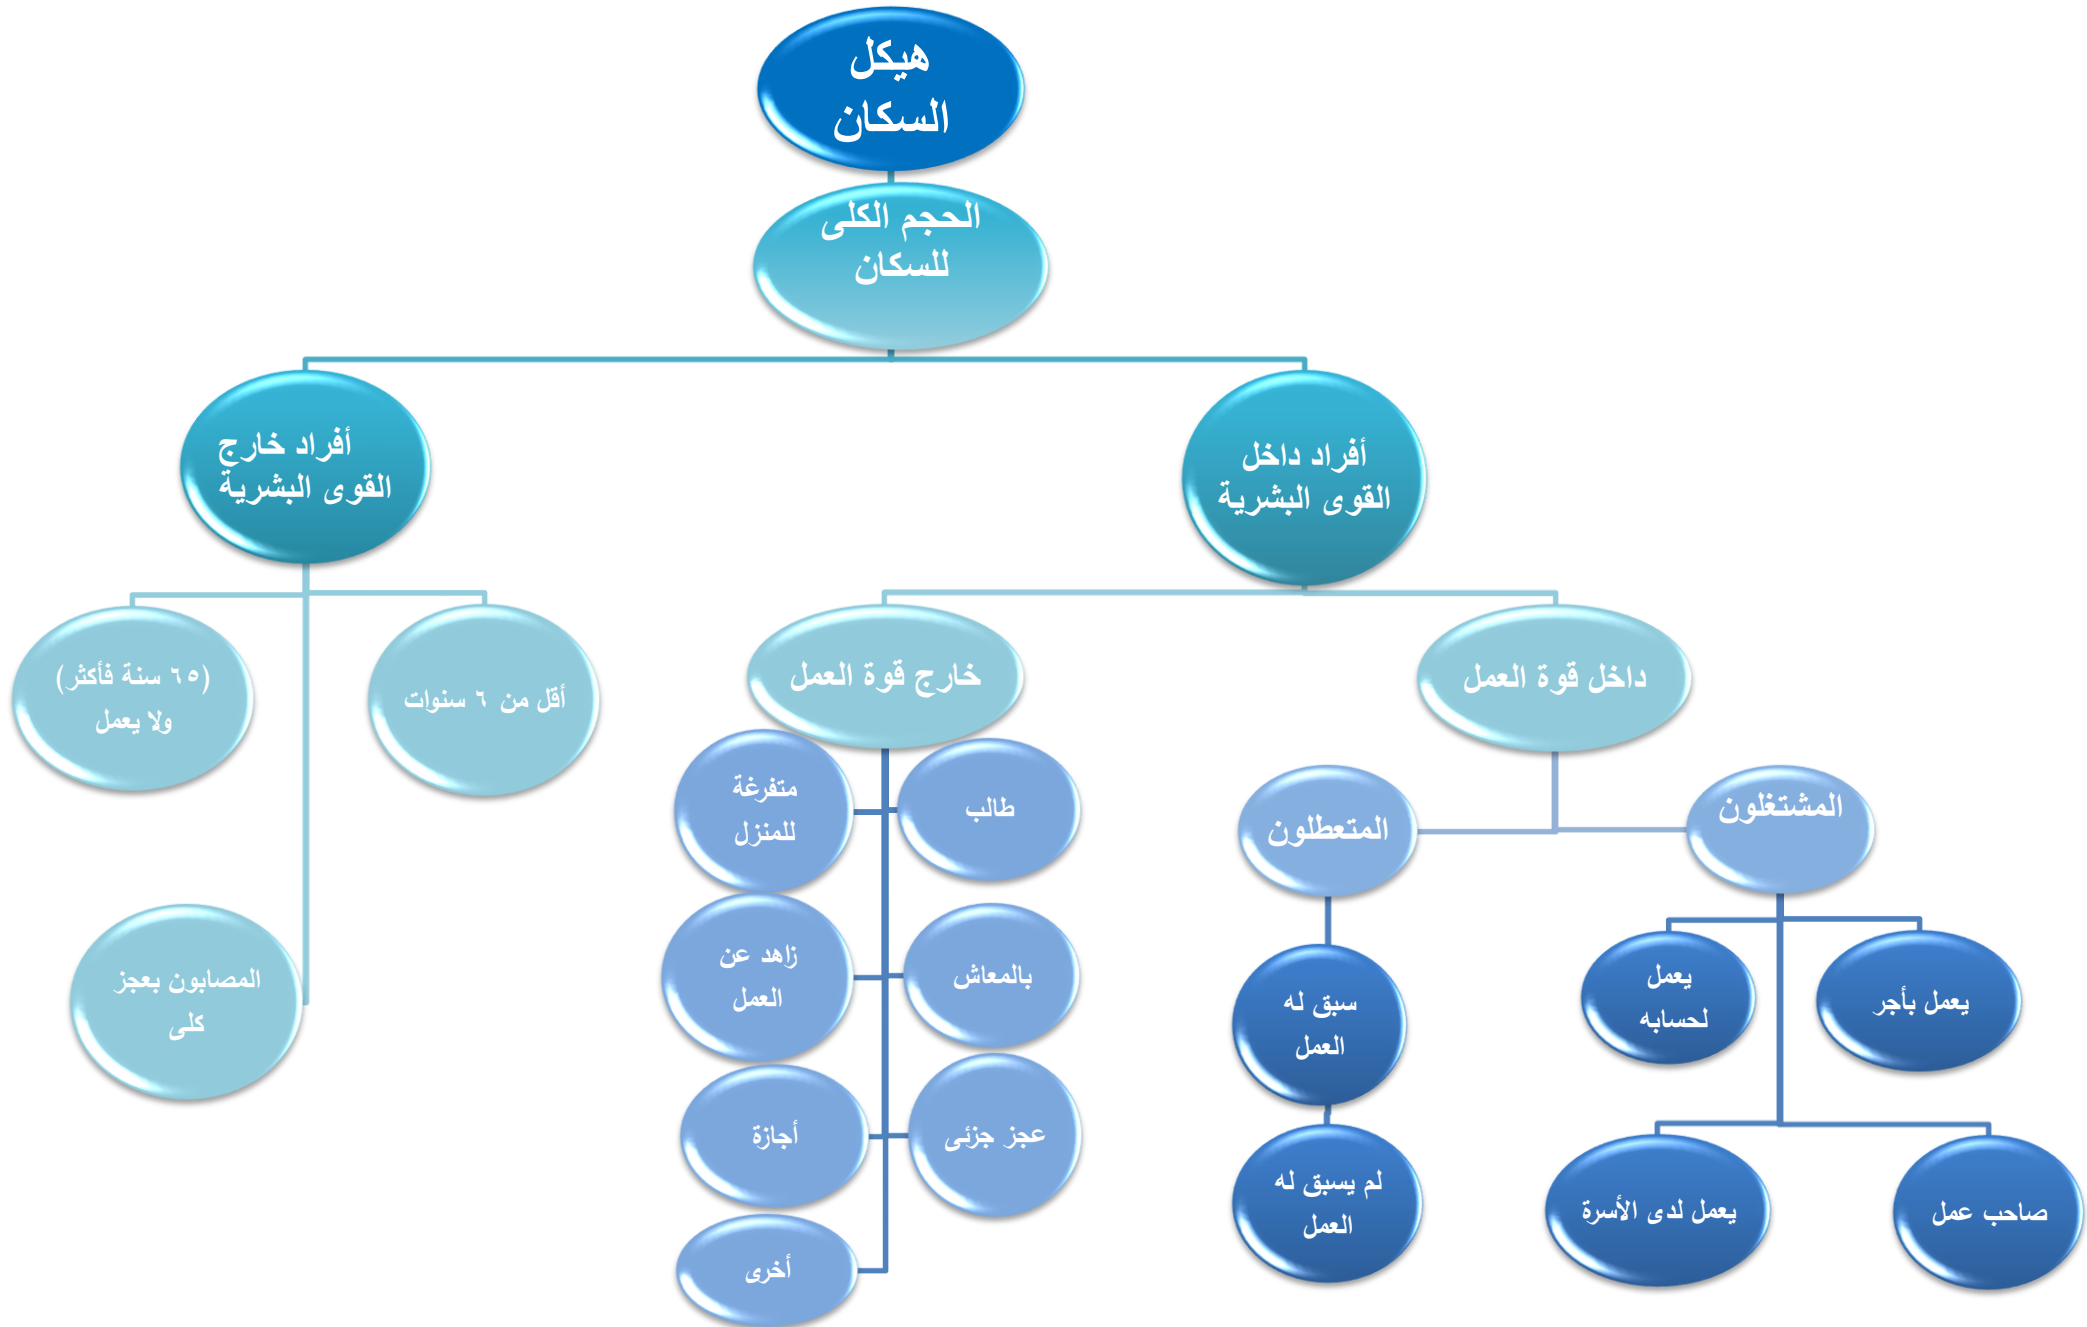 هيكل
السكان
الحجم الكلى
للسكان
أفراد داخل
القوى البشرية
أفراد خارج
القوى البشرية
داخل قوة العمل
خارج قوة العمل
أقل من ٦ سنوات
(٦٥ سنة فأكثر)
ولا يعمل
المصابون بعجز
كلى
المشتغلون
المتعطلون
يعمل بأجر
يعمل
لحسابه
صاحب عمل
يعمل لدى الأسرة
سبق له
العمل
لم يسبق له
العمل
طالب
متفرغة
للمنزل
بالمعاش
زاهد عن
العمل
عجز جزئى
أجازة
أخرى